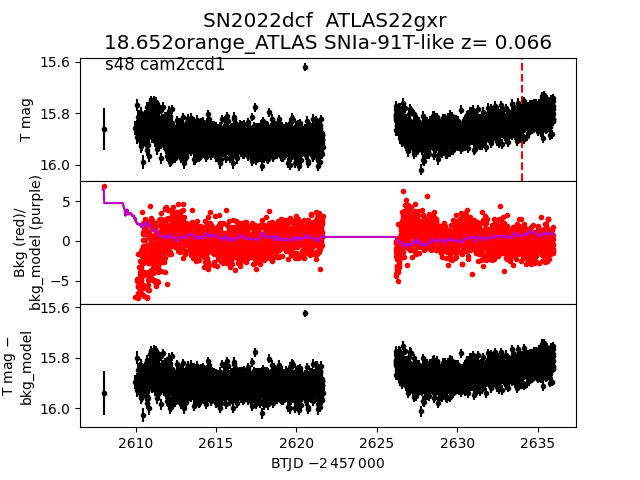 SN2022dcf  ATLAS22gxr
18.652orange_ATLAS SNIa-91T-like z= 0.066
s48 cam2ccd1
15.6
15.8
16.0
T mag
5
0
−5
Bkg (red)/
bkg_model (purple)
15.6
15.8
16.0
T mag −
bkg_model
2610 2615 2620 2625 2630 2635
BTJD −2 457 000